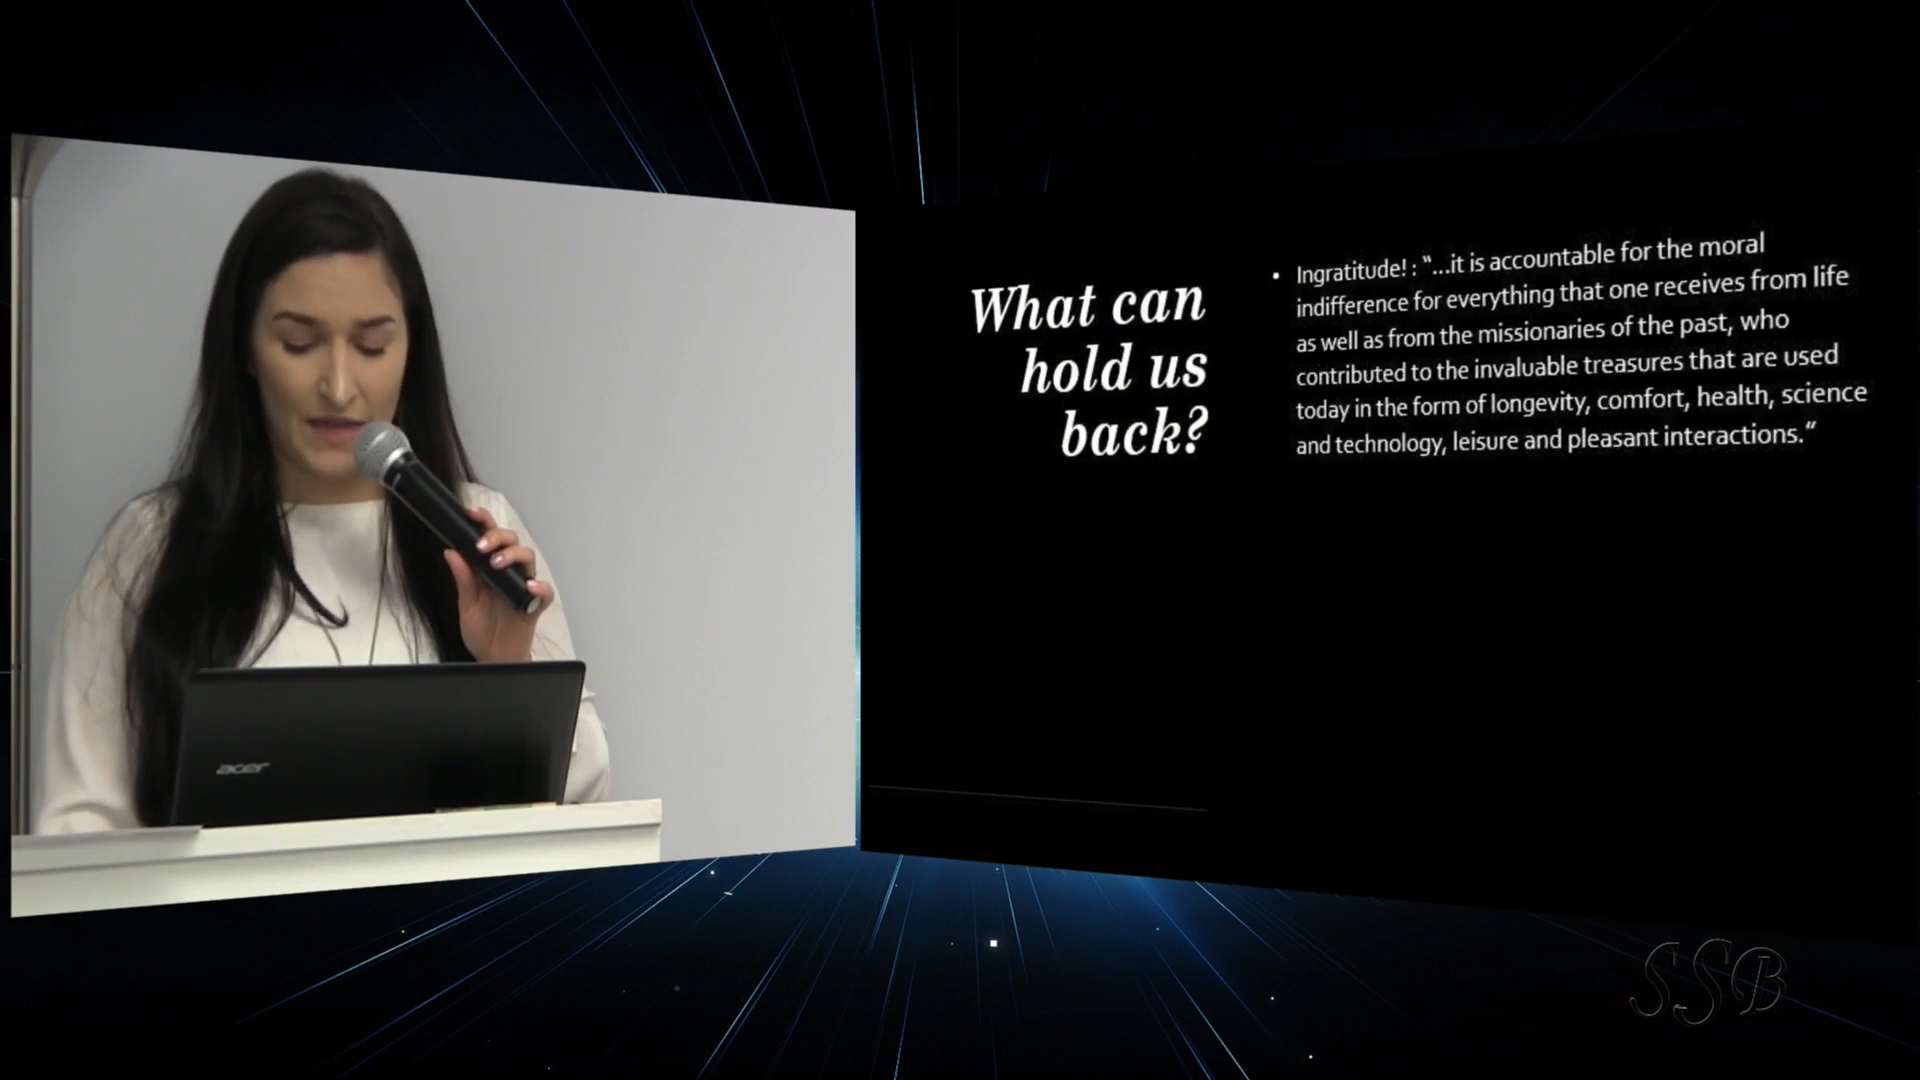 What can
hold us
back?
• Ingratitude! : “...it is accountable for the moral
indifference for everything that one receives from life
as well as from the missionaries of the past, who
contributed to the invaluable treasures that are used
today in the form of longevity, comfort, health, science
and technology, leisure and pleasant interactions.“
acer
SSB